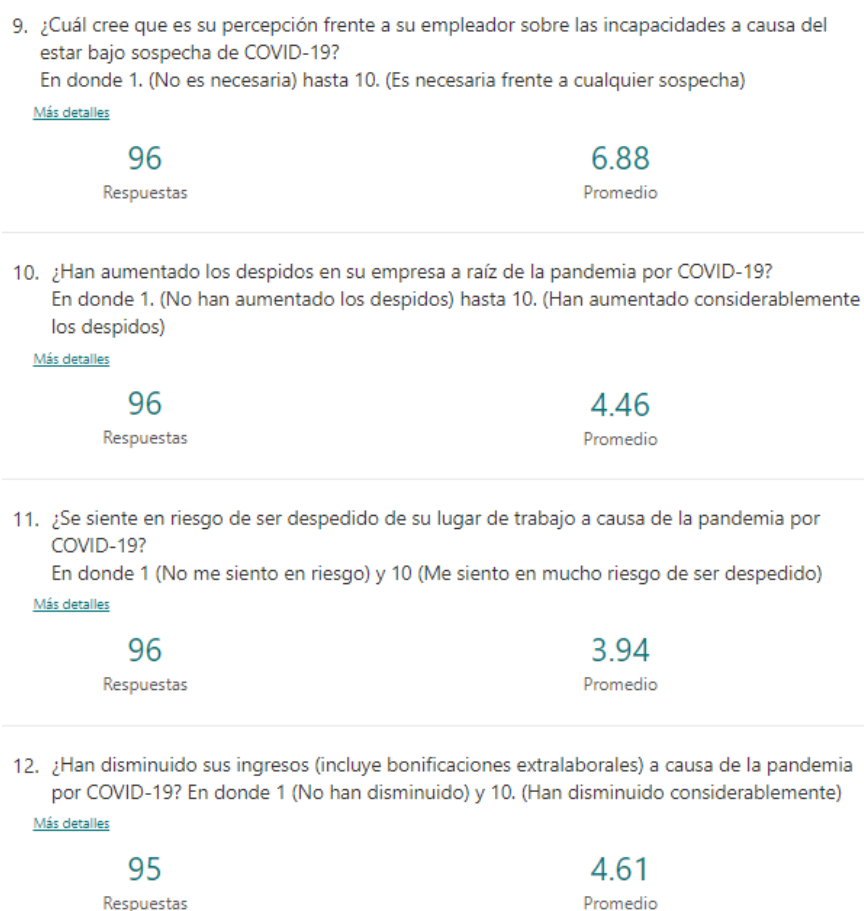 9. ¿Cuál cree que es su percepción frente a su empleador sobre las incapacidades a causa del
estar bajo sospecha de COVID-19?
En donde 1. (No es necesaria) hasta 10. (Es necesaria frente a cualquier sospecha)
Más detalles
96 6.88
Respuestas Promedio
10. ¿Han aumentado los despidos en su empresa a raíz de la pandemia por COVID-19?
En donde 1. (No han aumentado los despidos) hasta 10. (Han aumentado considerablemente
los despidos)
Más detalles
96 4.46
Respuestas Promedio
11. ¿Se siente en riesgo de ser despedido de su lugar de trabajo a causa de la pandemia por
COVID-19?
En donde 1 (No me siento en riesgo) y 10 (Me siento en mucho riesgo de ser despedido)
Más detalles
96 3.94
Respuestas Promedio
12. ¿Han disminuido sus ingresos (incluye bonificaciones extralaborales) a causa de la pandemia
por COVID-19? En donde 1 (No han disminuido) y 10. (Han disminuido considerablemente)
Más detalles
95 4.61
Respuestas Promedio